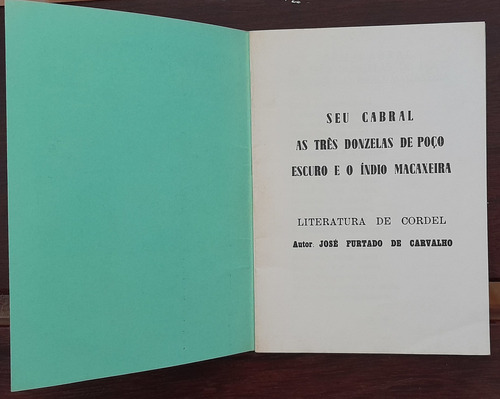 SEU CABRAL
AS TRÊS DONZELAS DE POÇO
ESCURO E O ÍNDIO MACAXEIRA
LITERATURA DE CORDEL
Autor. JOSÉ FURTADO DE CARVALHO